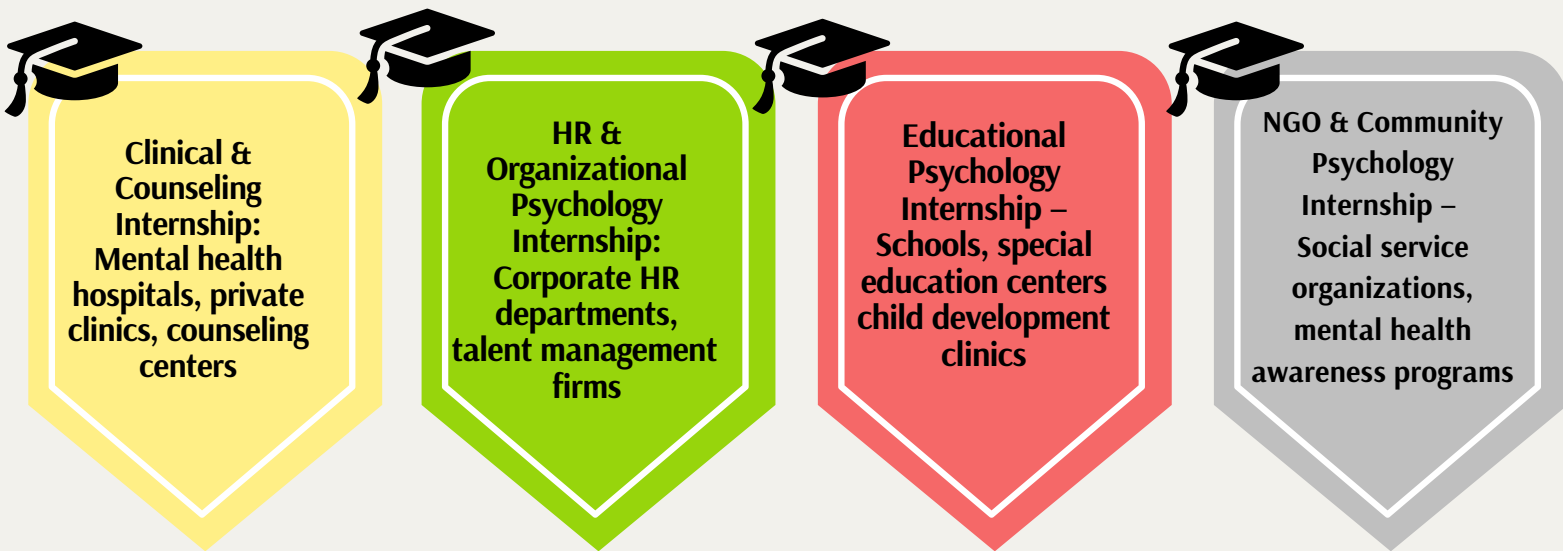 Clinical &
Counseling
Internship:
Mental health
hospitals, private
clinics, counseling
centers
HR &
Organizational
Psychology
Internship:
Corporate HR
departments,
talent management
firms
Educational
Psychology
Internship –
Schools, special
education centers
child development
clinics
NGO & Community
Psychology
Internship –
Social service
organizations,
mental health
awareness programs